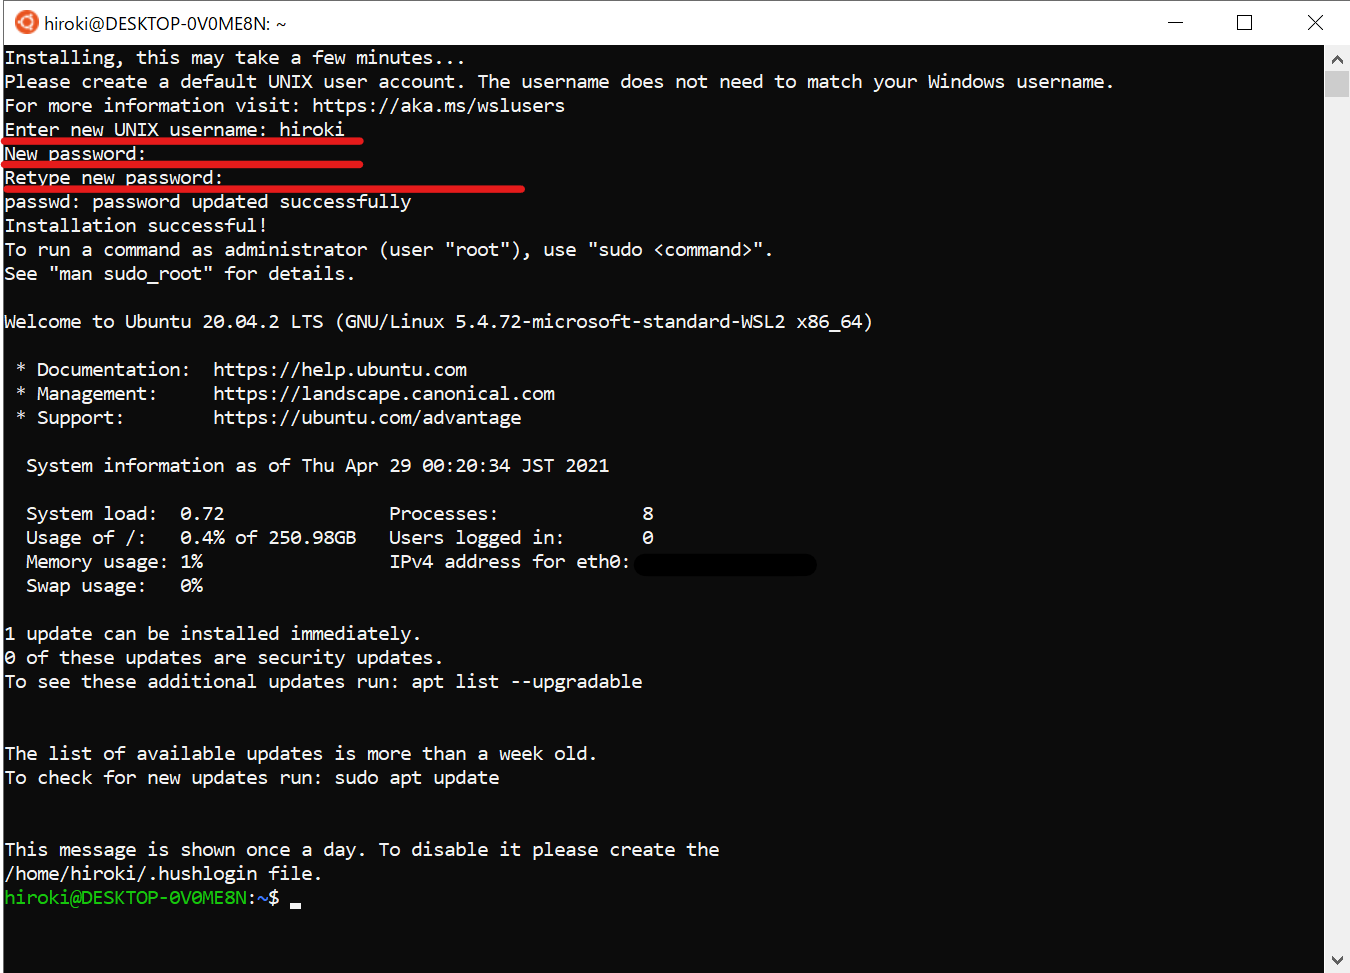 hiroki@DESKTOP-0V0ME8N: ~
Installing, this may take a few minutes...
Please create a default UNIX user account. The username does not need to match your Windows username.
For more information visit: https://aka.ms/wslusers
Enter new UNIX username: hiroki
New password:
Retype new password:
passwd: password updated successfully
Installation successful!
To run a command as administrator (user "root"), use "sudo <command>".
See "man sudo_root" for details.
Welcome to Ubuntu 20.04.2 LTS (GNU/Linux 5.4.72-microsoft-standard-WSL2 x86_64)
* Documentation:  https://help.ubuntu.com
* Management:     https://landscape.canonical.com
* Support:        https://ubuntu.com/advantage
System information as of Thu Apr 29 00:20:34 JST 2021
System load:  0.72               Processes:             8
Usage of /:   0.4% of 250.98GB   Users logged in:       0
Memory usage: 1%                 IPv4 address for eth0:
Swap usage:   0%
1 update can be installed immediately.
0 of these updates are security updates.
To see these additional updates run: apt list --upgradable
The list of available updates is more than a week old.
To check for new updates run: sudo apt update
This message is shown once a day. To disable it please create the
/home/hiroki/.hushlogin file.
hiroki@DESKTOP-0V0ME8N:~$